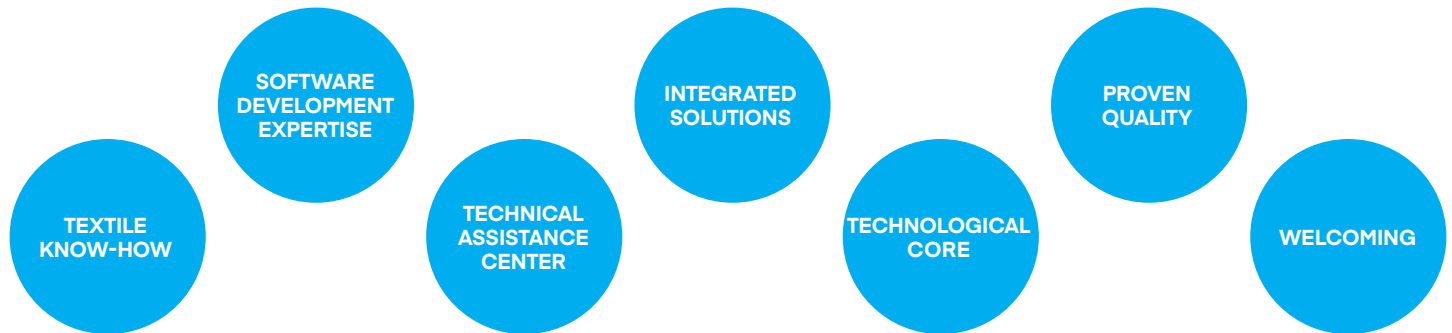 TEXTILE
KNOW-HOW
SOFTWARE
DEVELOPMENT
EXPERTISE
TECHNICAL
ASSISTANCE
CENTER
INTEGRATED
SOLUTIONS
TECHNOLOGICAL
CORE
PROVEN
QUALITY
WELCOMING